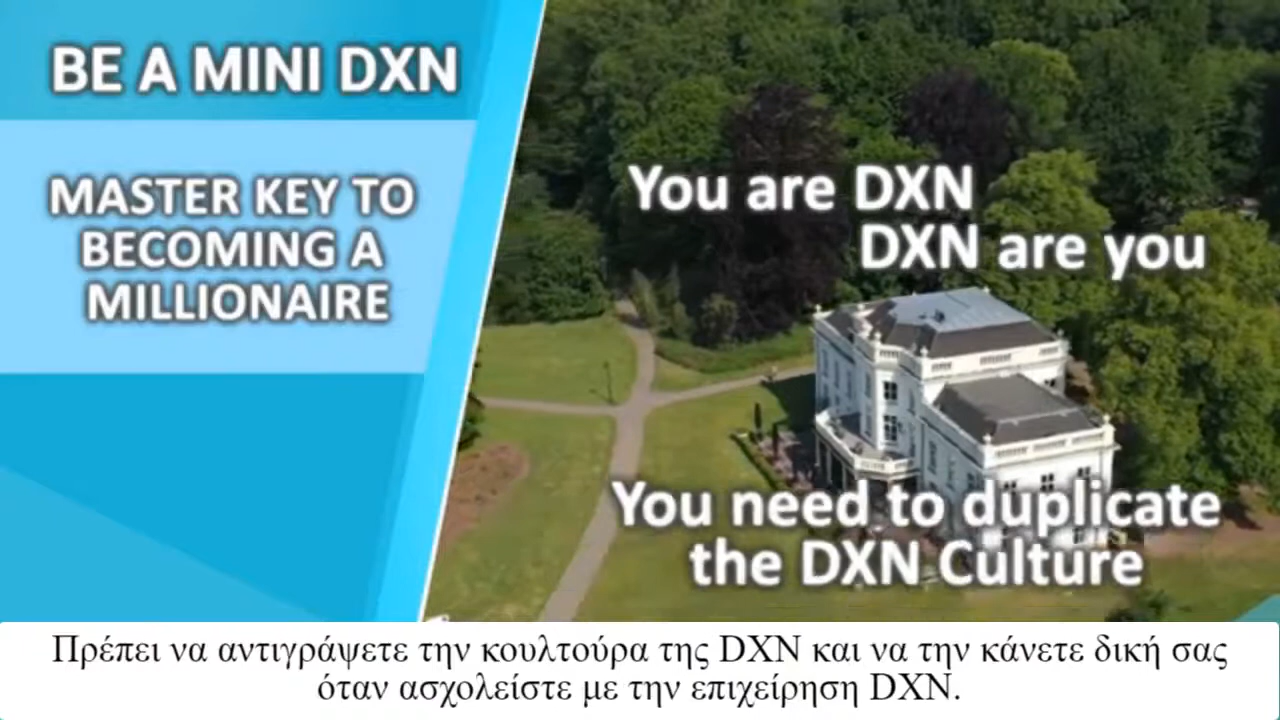 BE A MINI DXN
MASTER KEY TO
BECOMING A
MILLIONAIRE
You are DXN
DXN are you
You need to duplicate
the DXN Culture
Πρέπει να αντιγράψετε την κουλτούρα της DXN και να την κάνετε δική σας
όταν ασχολείστε με την επιχείρηση DXN.